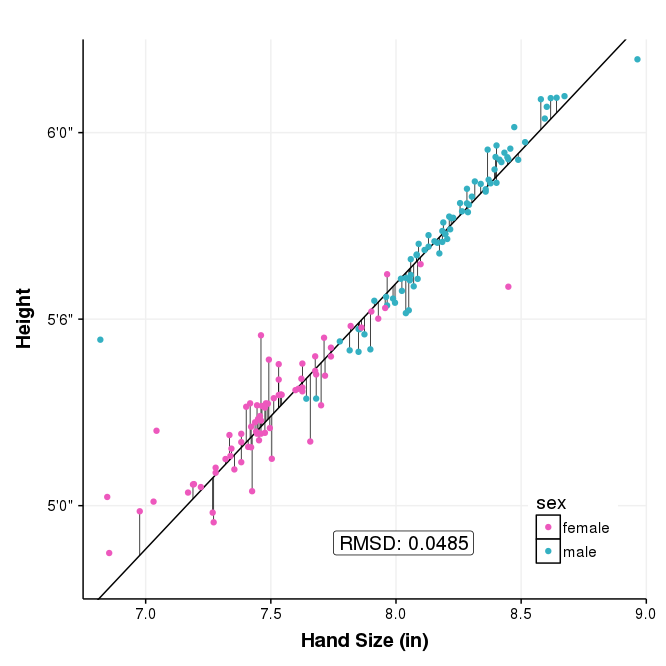 Height
6'0"
5'6"
5'0"
RMSD: 0.0485
sex
female
male
7.0 7.5 8.0 8.5 9.0
Hand Size (in)